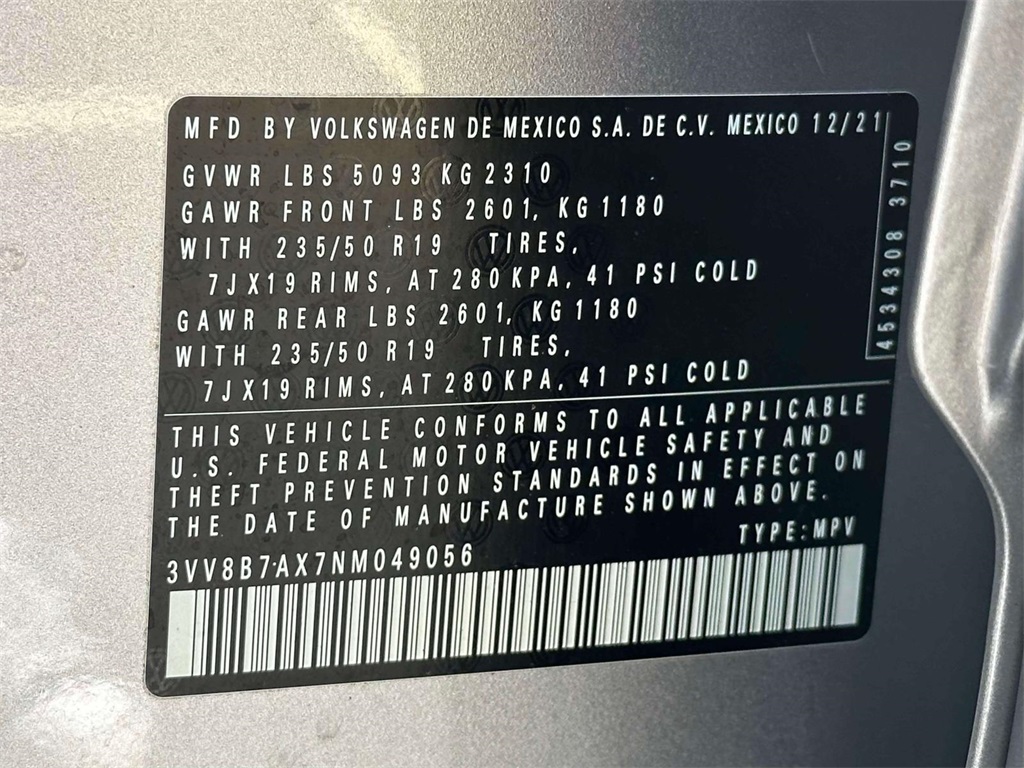 MFD BY VOLKSWAGEN DE MEXICO S.A. DE C.V. MEXICO 12/21
GVWR LBS 5093 KG 2310
GAWR FRONT LBS 2601, KG 1180
WITH 235/50 R19 TIRES,
7JX19 RIMS, AT 280 KPA, 41 PSI COLD
GAWR REAR LBS 2601, KG 1180
WITH 235/50 R19 TIRES,
7JX19 RIMS, AT 280 KPA, 41 PSI COLD
4534308 3710
THIS VEHICLE CONFORMS TO ALL APPLICABLE
U.S. FEDERAL MOTOR VEHICLE SAFETY AND
THEFT PREVENTION STANDARDS IN EFFECT ON
THE DATE OF MANUFACTURE SHOWN ABOVE.
TYPE: MPV
3VV8B7AX7NM049056